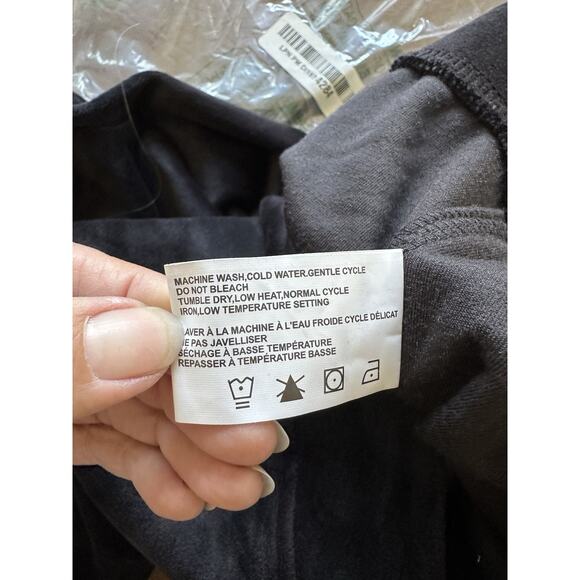 4284
MACHINE WASH,COLD WATER.GENTLE CYCLE
DO NOT BLEACH
TUMBLE DRY,LOW HEAT,NORMAL CYCLE
IRON,LOW TEMPERATURE SETTING
LAVER À LA MACHINE À L'EAU FROIDE CYCLE DÉLICAT
NE PAS JAVELLISER
SÉCHAGE À BASSE TEMPÉRATURE
REPASSER À TEMPÉRATURE BASSE